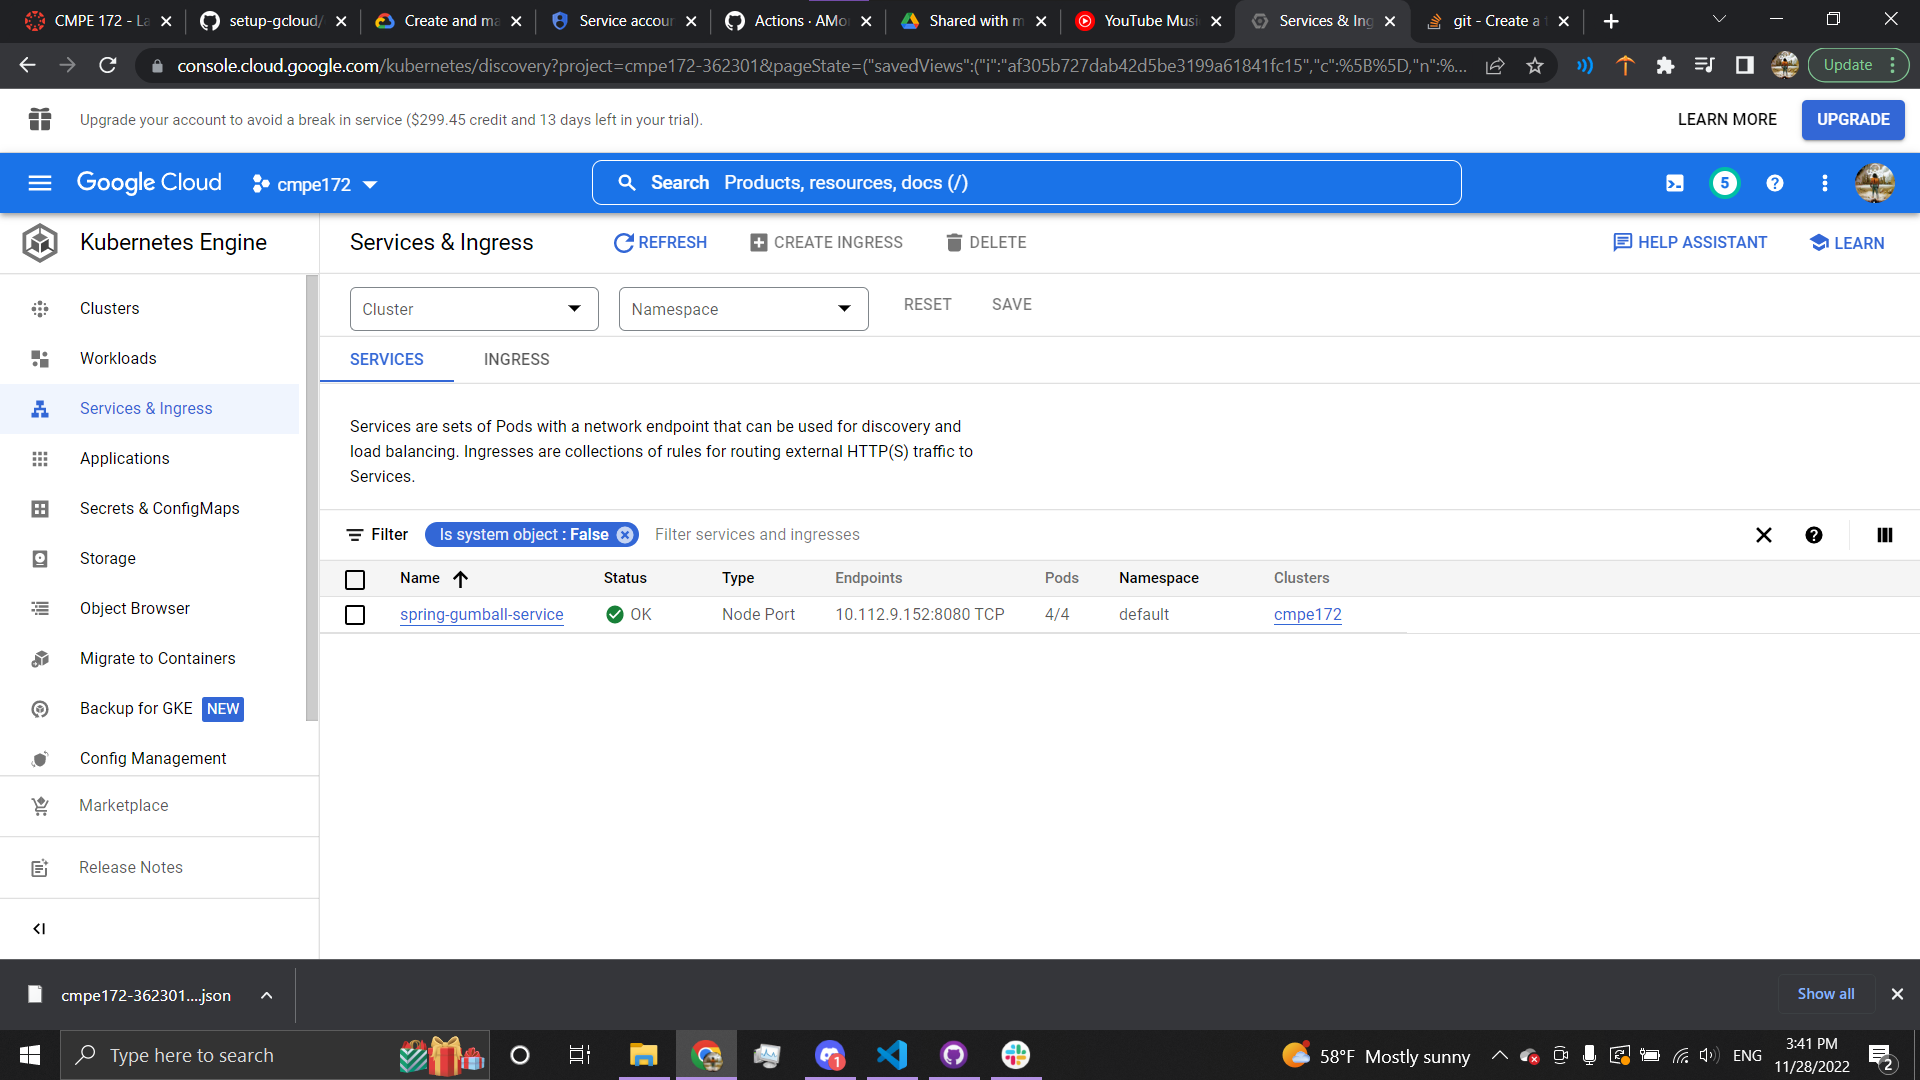 CMPE 172 - La
setup-gcloud/
Create and ma
Service accoun
Actions · AMo
Shared with m
YouTube Musi
Services & Ing
git - Create a
console.cloud.google.com/kubernetes/discovery?project=cmpe172-362301&pageState=("savedViews":("i":"af305b727dab42d5be3199a61841fc15","c":%5B%5D,"n":%...
Update
Upgrade your account to avoid a break in service ($299.45 credit and 13 days left in your trial).
LEARN MORE
UPGRADE
Google Cloud
cmpe172
Search Products, resources, docs (/)
5
Kubernetes Engine
Services & Ingress
REFRESH
CREATE INGRESS
DELETE
HELP ASSISTANT
LEARN
Clusters
Workloads
Services & Ingress
Applications
Secrets & ConfigMaps
Storage
Object Browser
Migrate to Containers
Backup for GKE NEW
Config Management
Marketplace
Release Notes
Cluster
Namespace
RESET
SAVE
SERVICES
INGRESS
Services are sets of Pods with a network endpoint that can be used for discovery and
load balancing. Ingresses are collections of rules for routing external HTTP(S) traffic to
Services.
Filter
Is system object : False
Filter services and ingresses
Name Status Type Endpoints Pods Namespace Clusters
spring-gumball-service OK Node Port 10.112.9.152:8080 TCP 4/4 default cmpe172
cmpe172-362301....json
Show all
Type here to search
1
58°F Mostly sunny
ENG
3:41 PM
11/28/2022
2